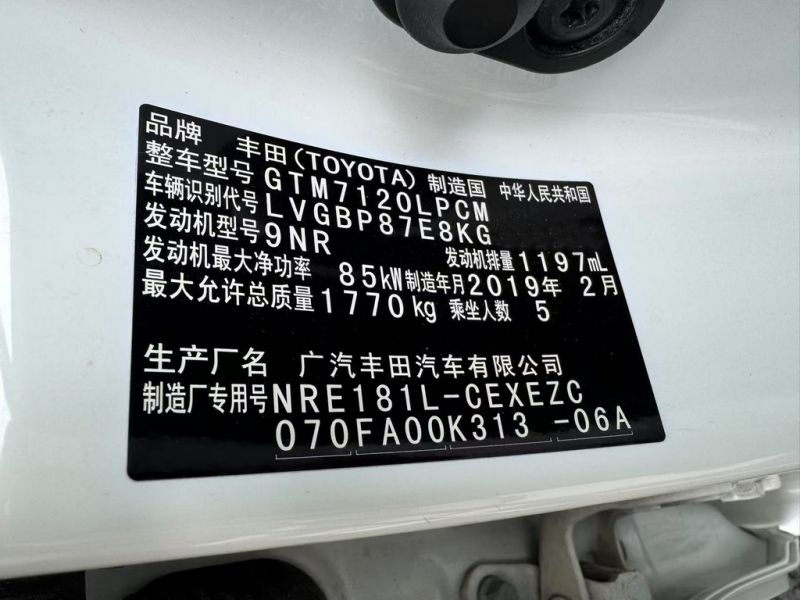 品牌 丰田(TOYOTA) 制造国 中华人民共和国
整车型号 GTM7120LPCM
车辆识别代号 LVGBP87E8KG
发动机型号 9NR 发动机排量 1197mL
发动机最大净功率 85kW 制造年月 2019年 2月
最大允许总质量 1770kg 乘坐人数 5
生产厂名 广汽丰田汽车有限公司
制造厂专用号 NRE181L-CEXEZC
070FA00K313 -06A